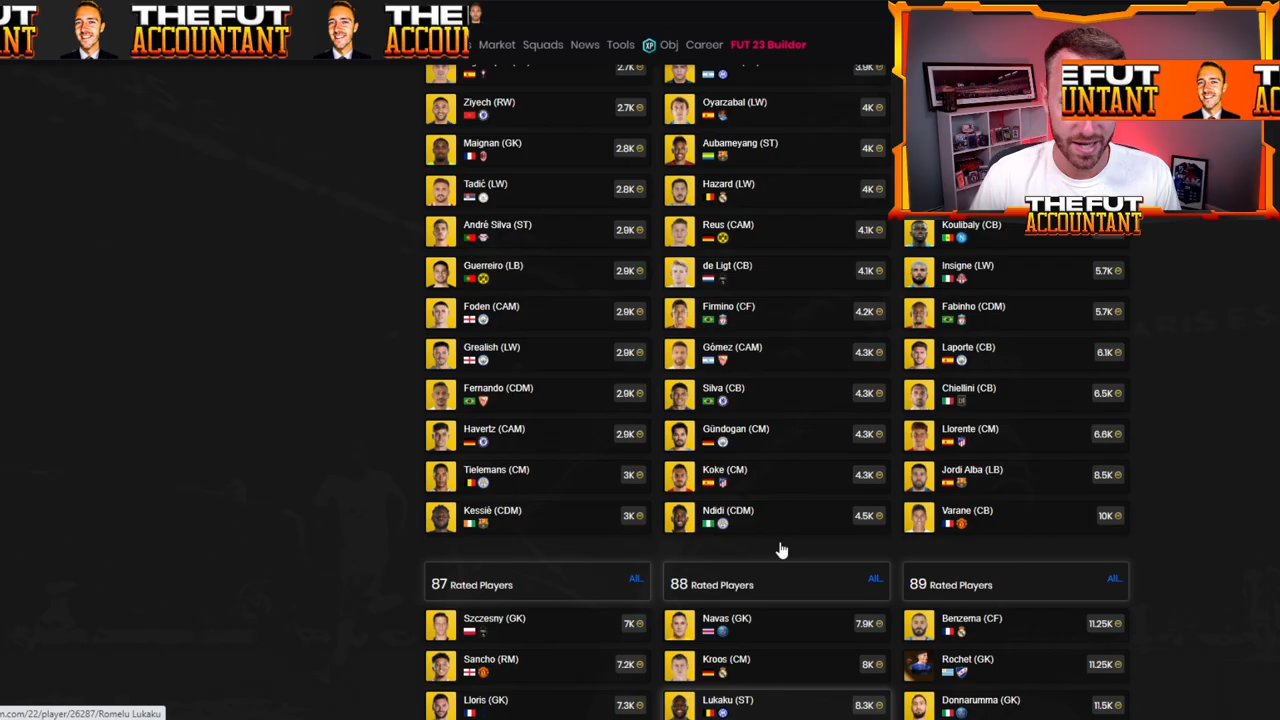 THE FUT
ACCOUNTANT
THE FUT
ACCOUNTANT
THE
Market Squads News Tools XP Obj Career FUT 23 Builder
Ziyech (RW) 2.7K
Maignan (GK) 2.8K
Tadić (LW) 2.8K
André Silva (ST) 2.9K
Guerreiro (LB) 2.9K
Foden (CAM) 2.9K
Grealish (LW) 2.9K
Fernando (CDM) 2.9K
Havertz (CAM) 2.9K
Tielemans (CM) 3K
Kessié (CDM) 3K
3.9K
Oyarzabal (LW) 4K
Aubameyang (ST) 4K
Hazard (LW) 4K
Reus (CAM) 4.1K
de Ligt (CB) 4.1K
Firmino (CF) 4.2K
Gómez (CAM) 4.3K
Silva (CB) 4.3K
Gündogan (CM) 4.3K
Koke (CM) 4.3K
Ndidi (CDM) 4.5K
Koulibaly (CB)
Insigne (LW) 5.7K
Fabinho (CDM) 5.7K
Laporte (CB) 6.1K
Chiellini (CB) 6.5K
Llorente (CM) 6.6K
Jordi Alba (LB) 8.5K
Varane (CB) 10K
87 Rated Players All..
Szczesny (GK) 7K
Sancho (RM) 7.2K
Lloris (GK) 7.3K
88 Rated Players All..
Navas (GK) 7.9K
Kroos (CM) 8K
Lukaku (ST) 8.3K
89 Rated Players All..
Benzema (CF) 11.25K
Rochet (GK) 11.25K
Donnarumma (GK) 11.5K
THE FUT
ACCOUNTANT
n.com/22/player/26287/Romelu Lukaku